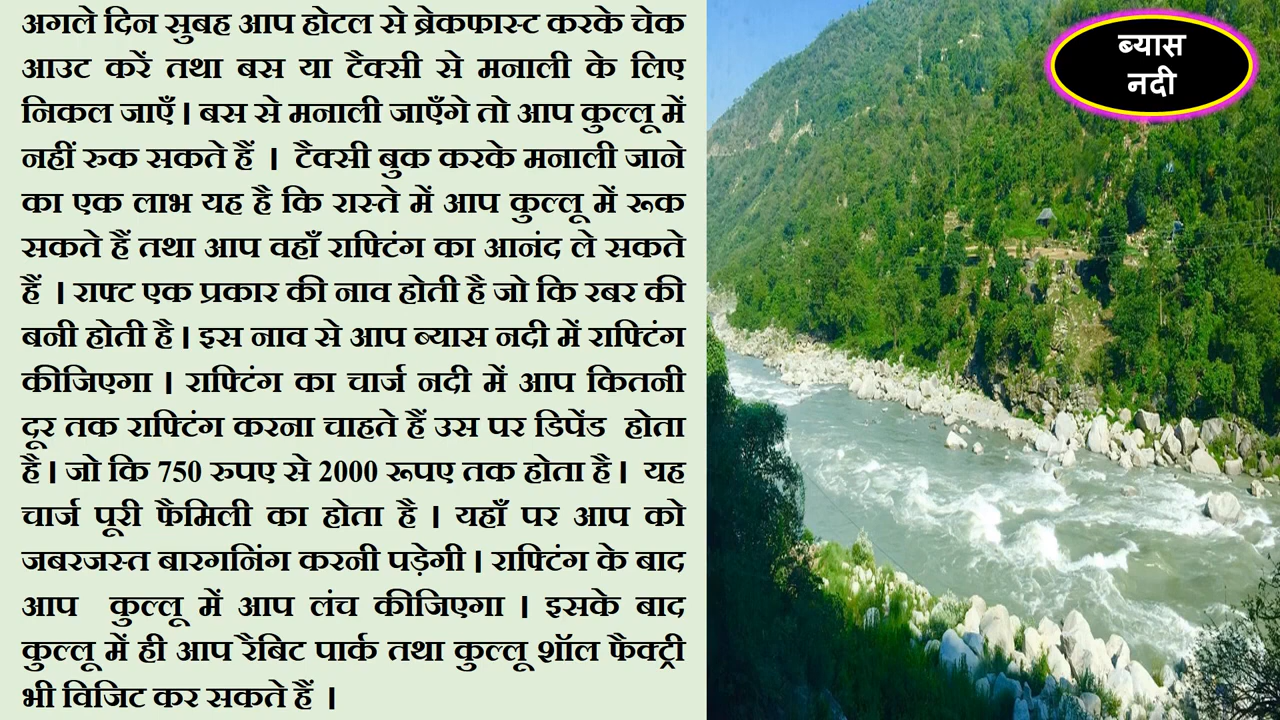 अगले दिन सुबह आप होटल से ब्रेकफास्ट करके चेक
आउट करें तथा बस या टैक्सी से मनाली के लिए
निकल जाएँ । बस से मनाली जाएँगे तो आप कुल्लू में
नहीं रुक सकते हैं । टैक्सी बुक करके मनाली जाने
का एक लाभ यह है कि रास्ते में आप कुल्लू में रूक
सकते हैं तथा आप वहाँ राफ्टिंग का आनंद ले सकते
हैं । राफ्ट एक प्रकार की नाव होती है जो कि रबर की
बनी होती है । इस नाव से आप ब्यास नदी में राफ्टिंग
कीजिएगा । राफ्टिंग का चार्ज नदी में आप कितनी
दूर तक राफ्टिंग करना चाहते हैं उस पर डिपेंड होता
है । जो कि 750 रुपए से 2000 रूपए तक होता है । यह
चार्ज पूरी फैमिली का होता है । यहाँ पर आप को
जबरजस्त बारगनिंग करनी पड़ेगी । राफ्टिंग के बाद
आप कुल्लू में आप लंच कीजिएगा । इसके बाद
कुल्लू में ही आप रैबिट पार्क तथा कुल्लू शॉल फैक्ट्री
भी विजिट कर सकते हैं ।
ब्यास
नदी